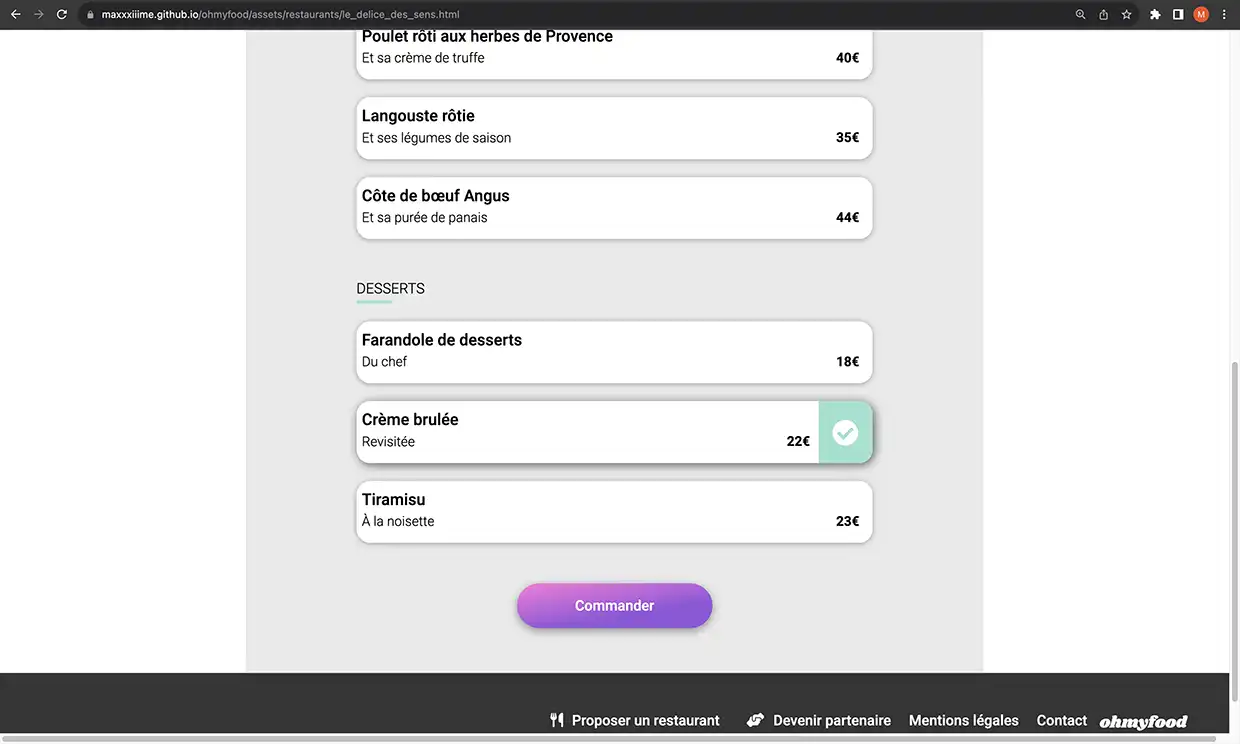 maxxxiiime.github.io/ohmyfood/assets/restaurants/le_delice_des_sens.html
M
Poulet rôti aux herbes de Provence
Et sa crème de truffe 40€
Langouste rôtie
Et ses légumes de saison 35€
Côte de bœuf Angus
Et sa purée de panais 44€
DESSERTS
Farandole de desserts
Du chef 18€
Crème brulée
Revisitée 22€
Tiramisu
À la noisette 23€
Commander
Proposer un restaurant Devenir partenaire Mentions légales Contact ohmyfood